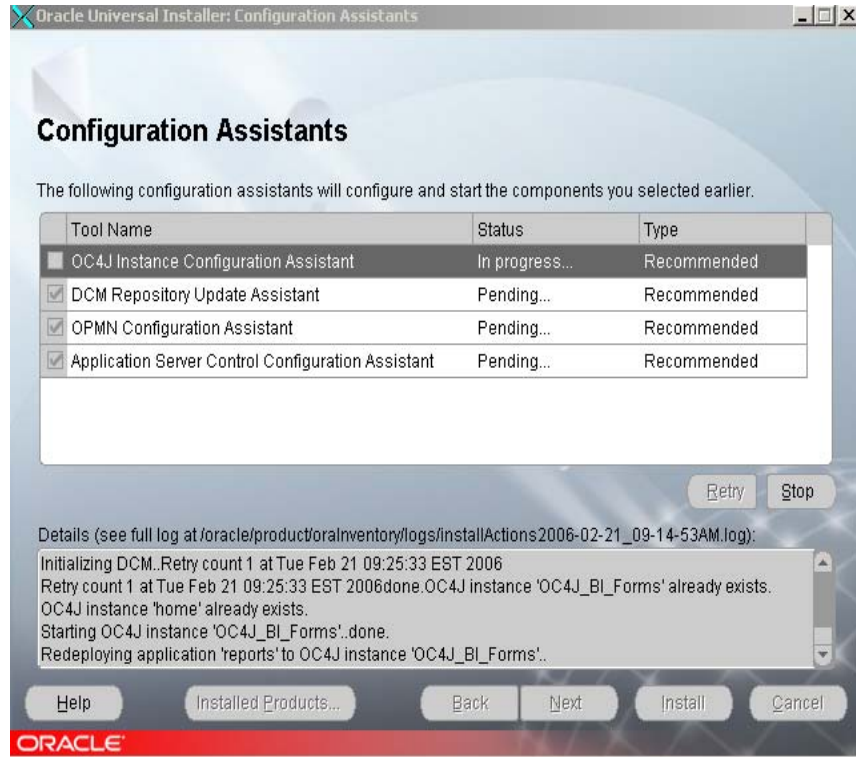 Oracle Universal Installer: Configuration Assistants
Configuration Assistants
The following configuration assistants will configure and start the components you selected earlier.
Tool Name Status Type
OC4J Instance Configuration Assistant In progress... Recommended
DCM Repository Update Assistant Pending... Recommended
OPMN Configuration Assistant Pending... Recommended
Application Server Control Configuration Assistant Pending... Recommended
Retry Stop
Details (see full log at /oracle/product/oraInventory/logs/installActions2006-02-21_09-14-53AM.log):
Initializing DCM..Retry count 1 at Tue Feb 21 09:25:33 EST 2006
Retry count 1 at Tue Feb 21 09:25:33 EST 2006done.OC4J instance 'OC4J_BI_Forms' already exists.
OC4J instance 'home' already exists.
Starting OC4J instance 'OC4J_BI_Forms'..done.
Redeploying application 'reports' to OC4J instance 'OC4J_BI_Forms'..
Help Installed Products... Back Next Install Cancel
ORACLE